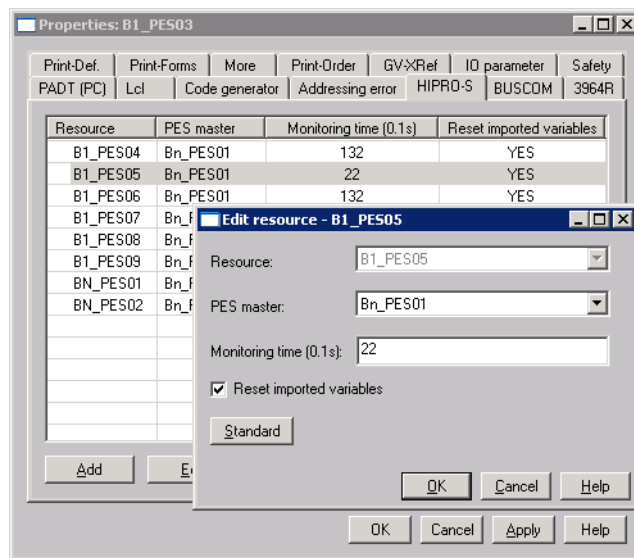 Properties: B1_PES03
Print-Def. Print-Forms More Print-Order GV-XRef IO parameter Safety
PADT (PC) Lcl Code generator Addressing error HIPRO-S BUSCOM 3964R
Resource PES master Monitoring time (0.1s) Reset imported variables
B1_PES04 Bn_PES01 132 YES
B1_PES05 Bn_PES01 22 YES
B1_PES06 Bn_PES01 132 YES
B1_PES07
B1_PES08
B1_PES09
BN_PES01
BN_PES02
Edit resource - B1_PES05
Resource: B1_PES05
PES master: Bn_PES01
Monitoring time (0.1s): 22
Reset imported variables
Standard
OK Cancel Help
Add
OK Cancel Apply Help